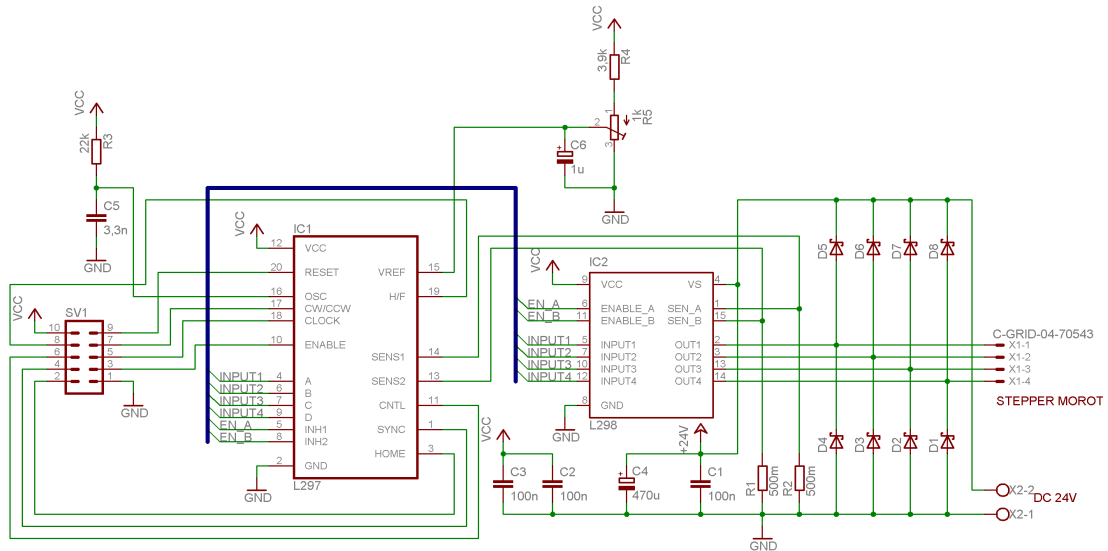 VCC
3,9k
R4
1
2
3
1k
R5
C6
1u
GND
VCC
22k
R3
C5
3,3n
GND
VCC
SV1
10 9
8 7
6 5
4 3
2 1
GND
VCC
IC1
12 VCC
20 RESET
16 OSC
17 CW/CCW
18 CLOCK
10 ENABLE
INPUT1 4 A
INPUT2 6 B
INPUT3 7 C
INPUT4 9 D
EN_A 5 INH1
EN_B 8 INH2
2 GND
VREF 15
H/F 19
SENS1 14
SENS2 13
CNTL 11
SYNC 1
HOME 3
L297
GND
VCC
IC2
9 VCC
EN_A 6 ENABLE_A
EN_B 11 ENABLE_B
INPUT1 5 INPUT1
INPUT2 7 INPUT2
INPUT3 10 INPUT3
INPUT4 12 INPUT4
8 GND
VS 4
SEN_A 1
SEN_B 15
OUT1 2
OUT2 3
OUT3 13
OUT4 14
L298
GND
VCC
C3
100n
C2
100n
C4
470u
+24V
C1
100n
R1
500m
R2
500m
GND
D5
D6
D7
D8
D4
D3
D2
D1
C-GRID-04-70543
X1-1
X1-2
X1-3
X1-4
STEPPER MOROT
X2-2
DC 24V
X2-1